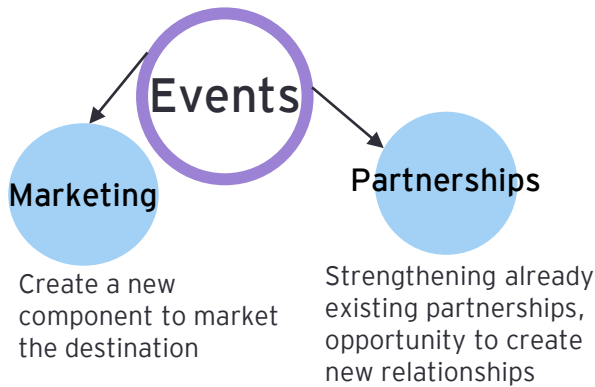 Events
Marketing
Create a new
component to market
the destination
Partnerships
Strengthening already
existing partnerships,
opportunity to create
new relationships